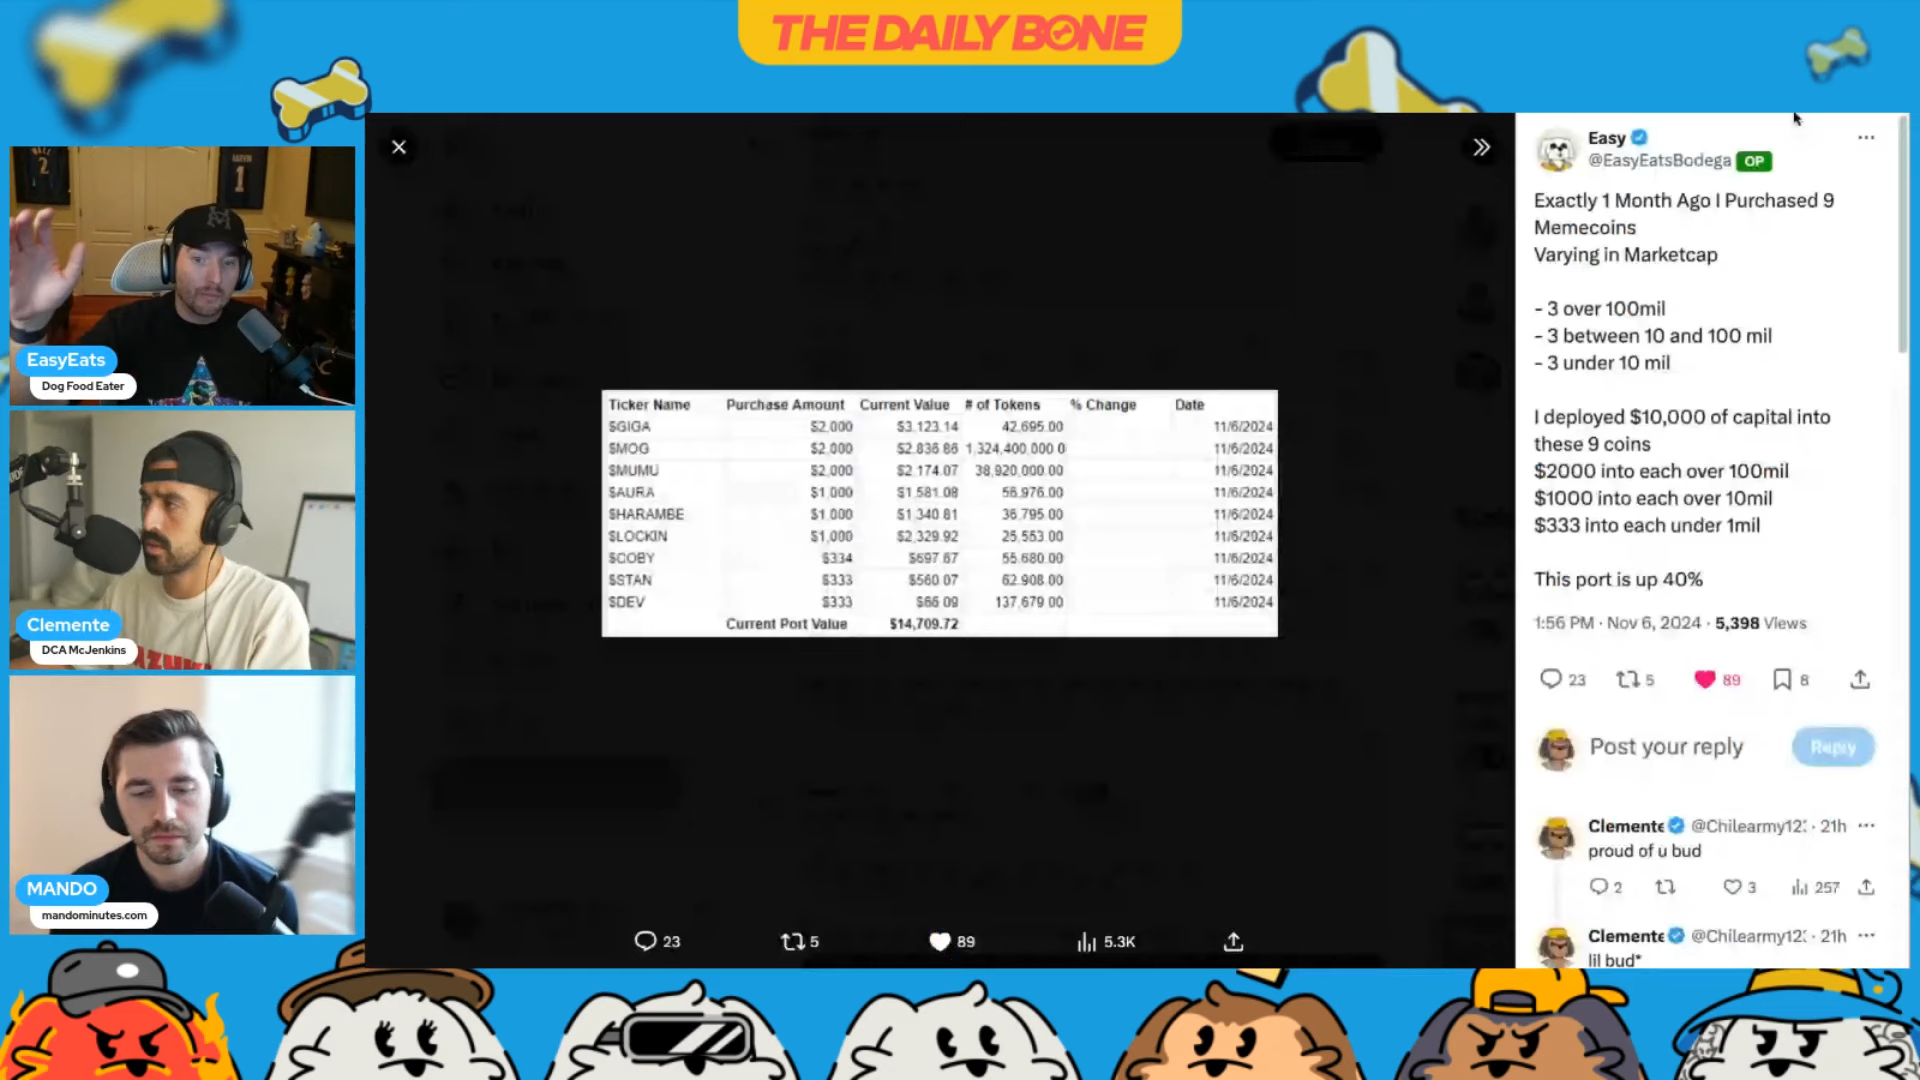 THE DAILY BONE
2
MARVIN
1
EasyEats
Dog Food Eater
Clemente
DCA McJenkins
MANDO
mandominutes.com
Ticker Name Purchase Amount Current Value # of Tokens % Change Date
$GIGA $2,000 $3,123.14 42,695.00 11/6/2024
$MOG $2,000 $2,836.86 1,324,400,000.0 11/6/2024
$MUMU $2,000 $2,174.07 38,920,000.00 11/6/2024
$AURA $1,000 $1,581.08 56,976.00 11/6/2024
$HARAMBE $1,000 $1,340.81 36,795.00 11/6/2024
$LOCKIN $1,000 $2,329.92 25,553.00 11/6/2024
$COBY $334 $697.67 55,680.00 11/6/2024
$STAN $333 $560.07 62,908.00 11/6/2024
$DEV $333 $66.09 137,679.00 11/6/2024
Current Port Value $14,709.72
23 5 89 5.3K
Easy
@EasyEatsBodega OP
Exactly 1 Month Ago I Purchased 9
Memecoins
Varying in Marketcap
- 3 over 100mil
- 3 between 10 and 100 mil
- 3 under 10 mil
I deployed $10,000 of capital into
these 9 coins
$2000 into each over 100mil
$1000 into each over 10mil
$333 into each under 1mil
This port is up 40%
1:56 PM · Nov 6, 2024 · 5,398 Views
23 5 89 8
Post your reply Reply
Clemente @Chilearmy12: · 21h
proud of u bud
2 3 257
Clemente @Chilearmy12: · 21h
lil bud*